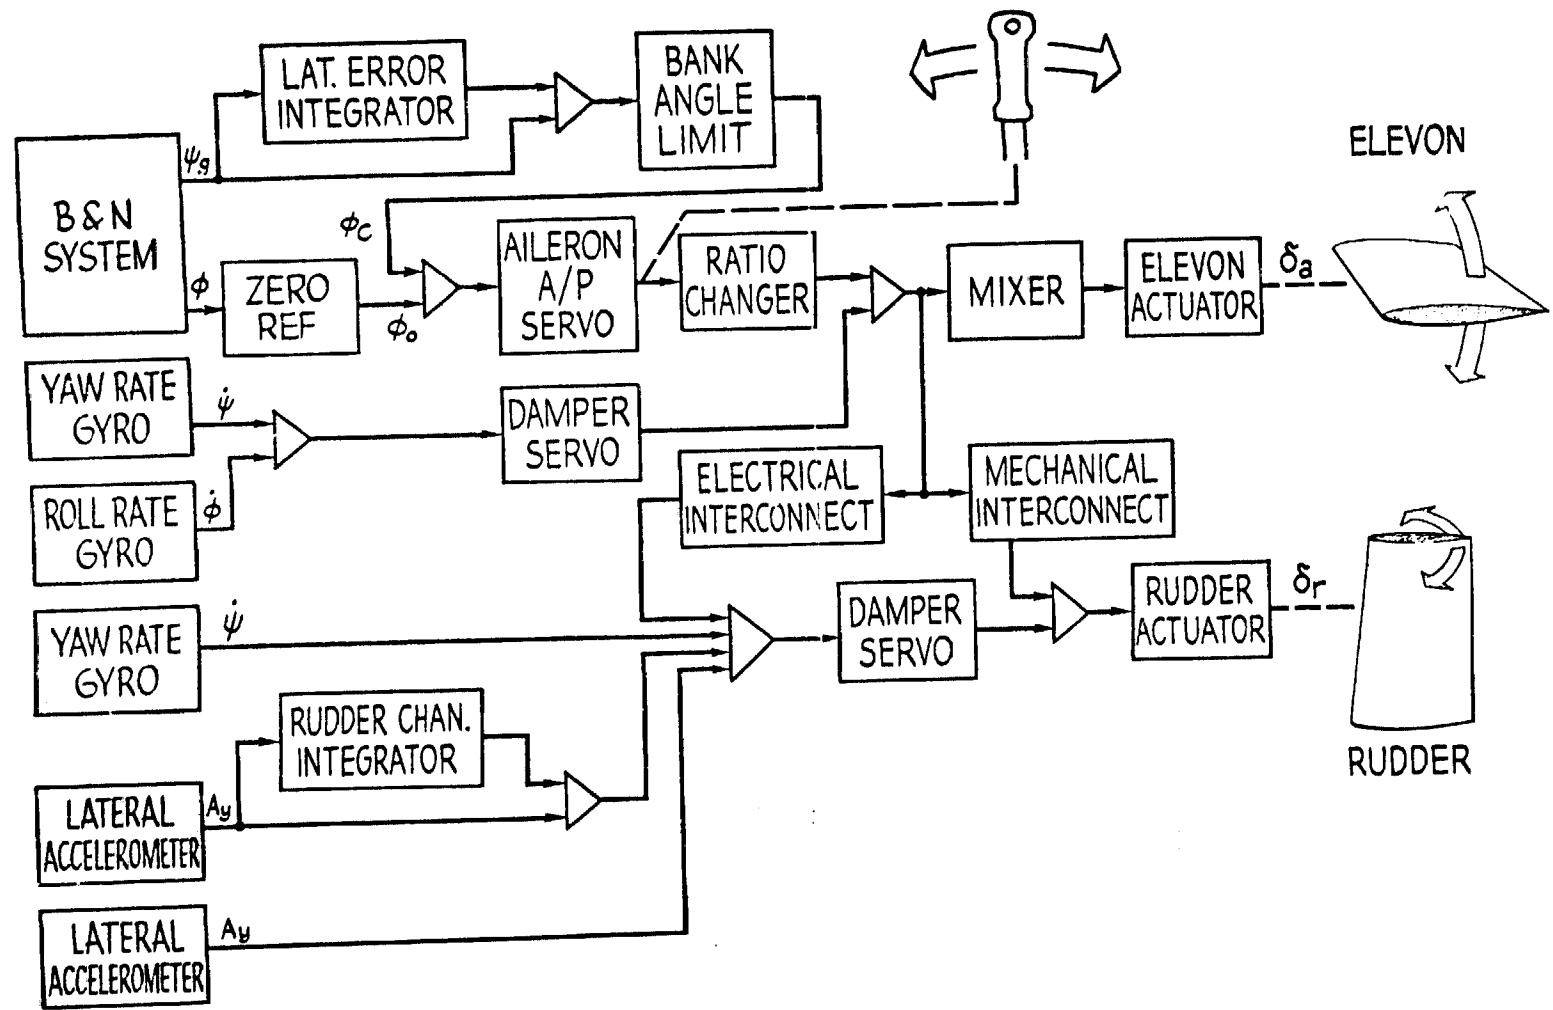 LAT. ERROR
INTEGRATOR
BANK
ANGLE
LIMIT
ELEVON
B & N
SYSTEM
ψg
ϕ
ZERO
REF
ϕc
ϕo
AILERON
A/P
SERVO
RATIO
CHANGER
MIXER
ELEVON
ACTUATOR
δa
YAW RATE
GYRO
ψ̇
DAMPER
SERVO
ROLL RATE
GYRO
ϕ̇
ELECTRICAL
INTERCONNECT
MECHANICAL
INTERCONNECT
YAW RATE
GYRO
ψ̇
DAMPER
SERVO
RUDDER
ACTUATOR
δr
RUDDER
RUDDER CHAN.
INTEGRATOR
LATERAL
ACCELEROMETER
Ay
LATERAL
ACCELEROMETER
Ay